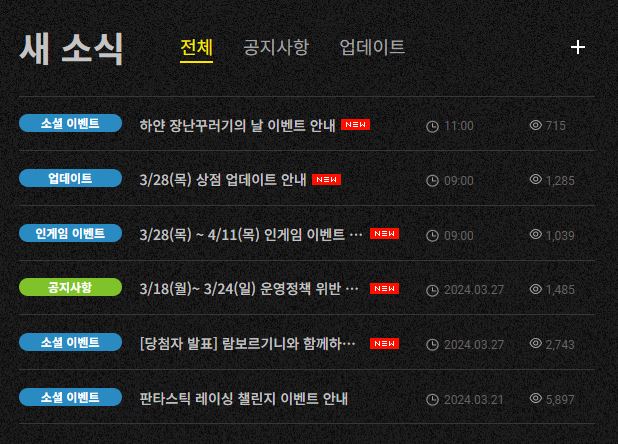 새 소식 전체 공지사항 업데이트 +
소셜 이벤트 하얀 장난꾸러기의 날 이벤트 안내 NEW 11:00 715
업데이트 3/28(목) 상점 업데이트 안내 NEW 09:00 1,285
인게임 이벤트 3/28(목) ~ 4/11(목) 인게임 이벤트 … NEW 09:00 1,039
공지사항 3/18(월)~ 3/24(일) 운영정책 위반 … NEW 2024.03.27 1,485
소셜 이벤트 [당첨자 발표] 람보르기니와 함께하… NEW 2024.03.27 2,743
소셜 이벤트 판타스틱 레이싱 챌린지 이벤트 안내 2024.03.21 5,897